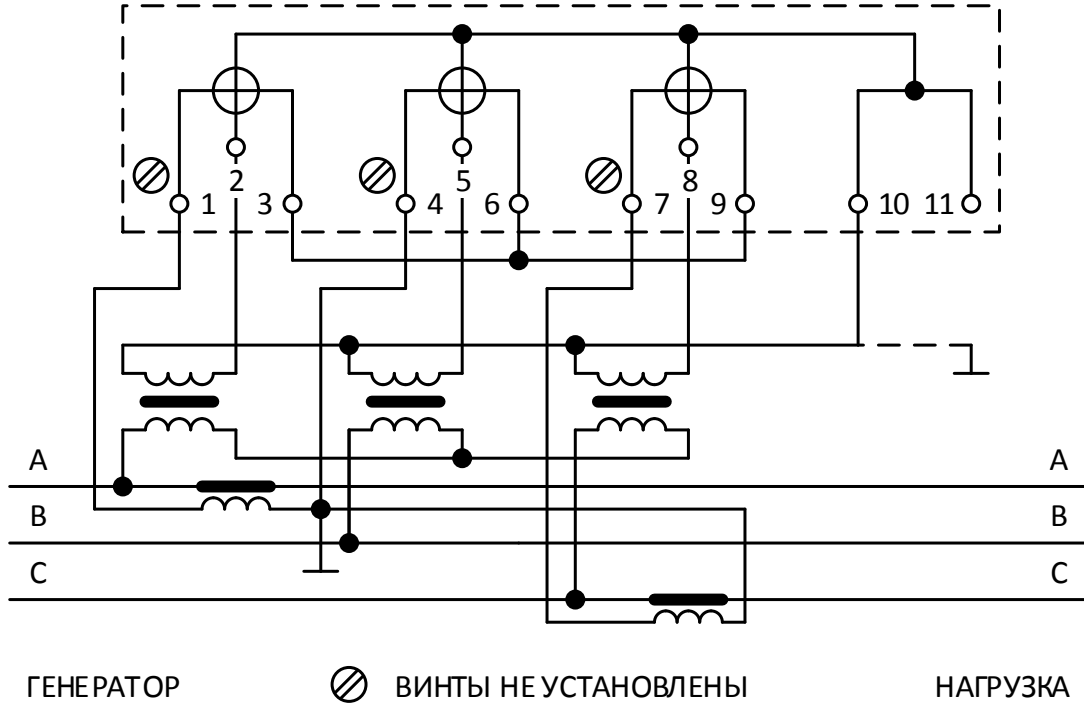 2 5 8
1 3 4 6 7 9 10 11
А А
В В
С С
ГЕНЕРАТОР ВИНТЫ НЕ УСТАНОВЛЕНЫ НАГРУЗКА